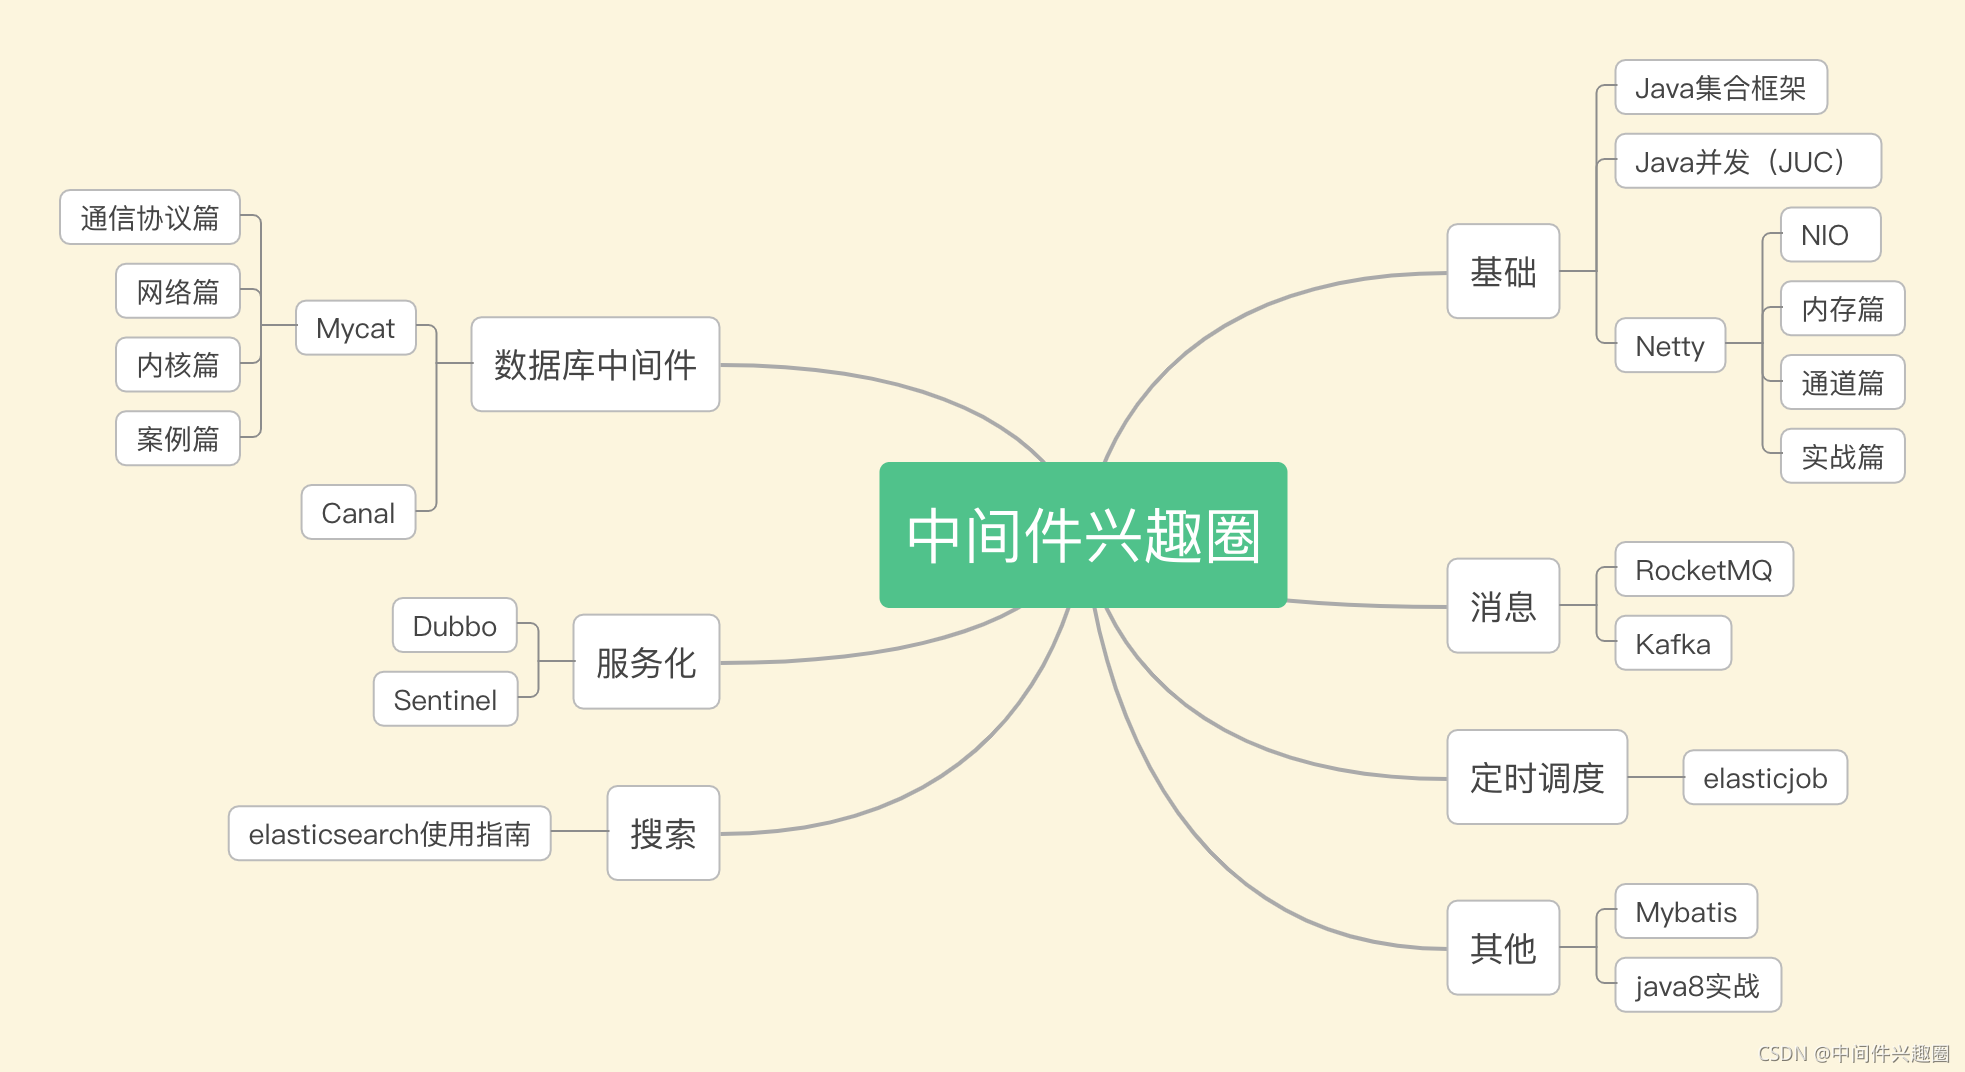 中间件兴趣圈
基础
Java集合框架
Java并发（JUC）
Netty
NIO
内存篇
通道篇
实战篇
消息
RocketMQ
Kafka
定时调度
elasticjob
其他
Mybatis
java8实战
数据库中间件
Mycat
通信协议篇
网络篇
内核篇
案例篇
Canal
服务化
Dubbo
Sentinel
搜索
elasticsearch使用指南
CSDN @中间件兴趣圈